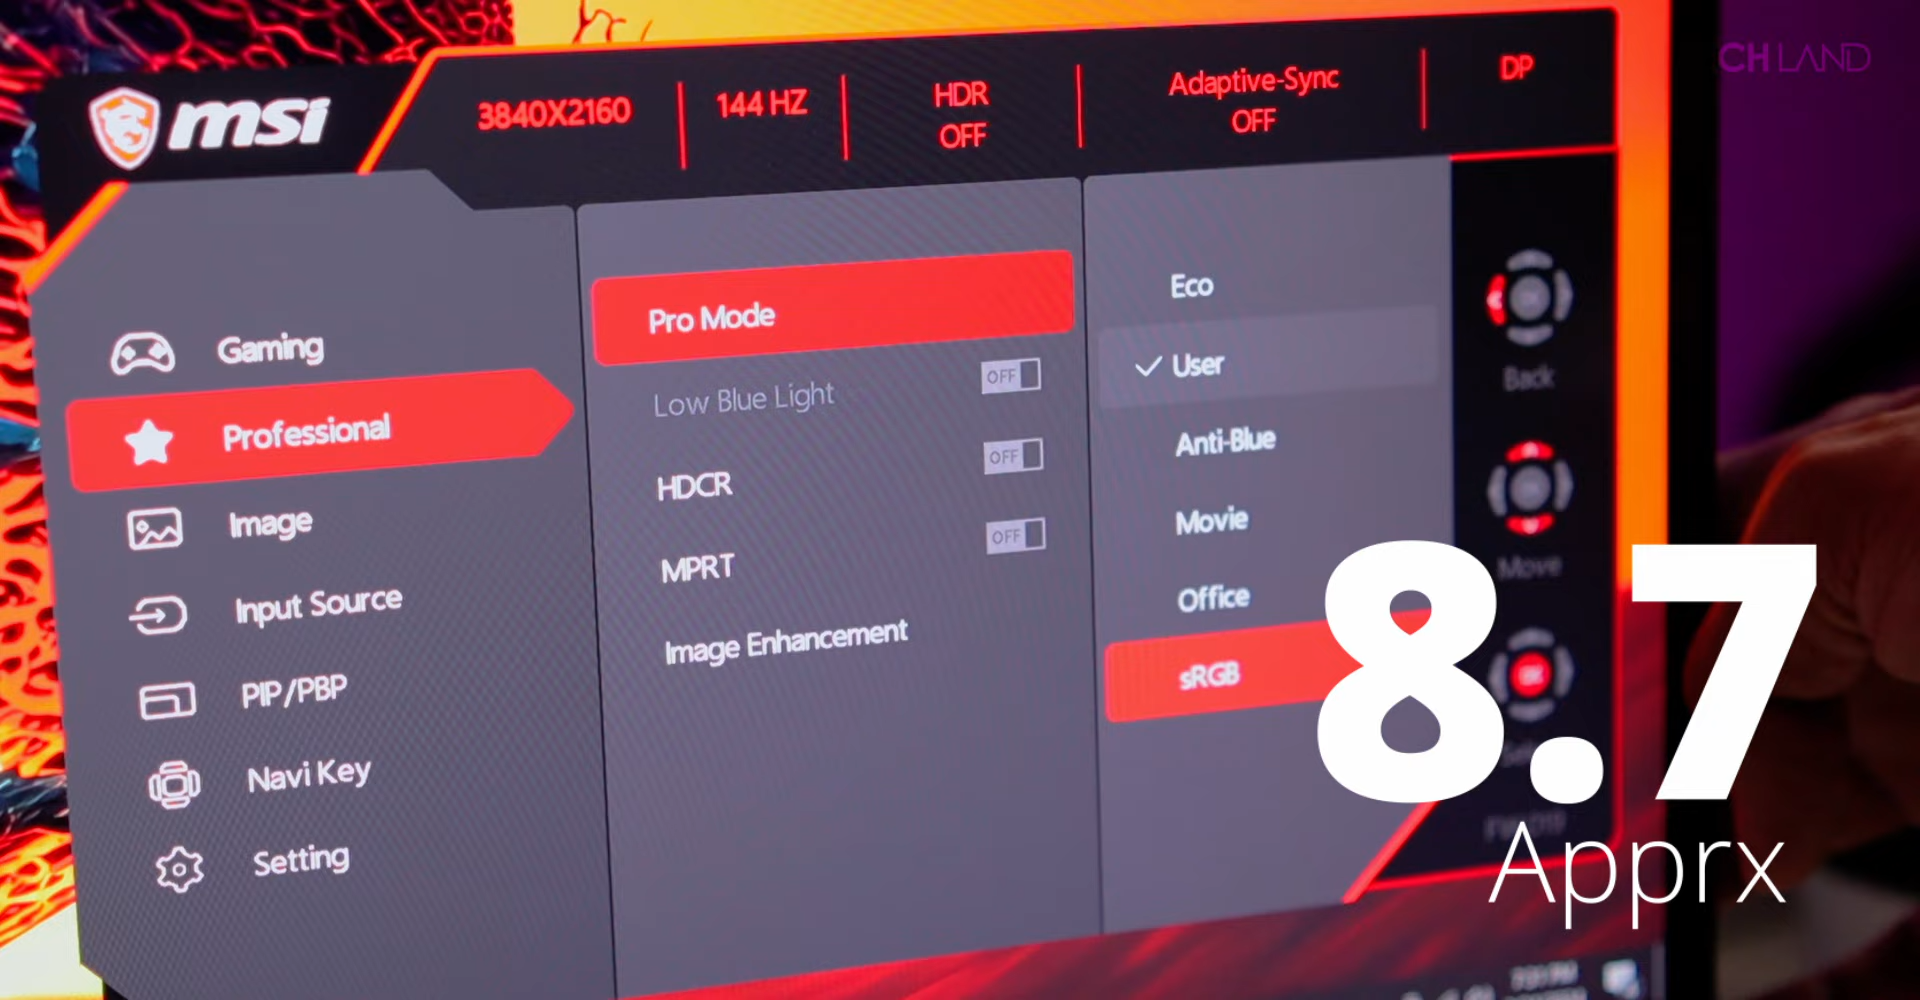 CHLAND
msi
3840X2160
144 HZ
HDR
OFF
Adaptive-Sync
OFF
DP
Gaming
Professional
Image
Input Source
PIP/PBP
Navi Key
Setting
Pro Mode
Low Blue Light
OFF
HDCR
OFF
MPRT
OFF
Image Enhancement
Eco
User
Anti-Blue
Movie
Office
sRGB
Back
Move
8.7
Apprx